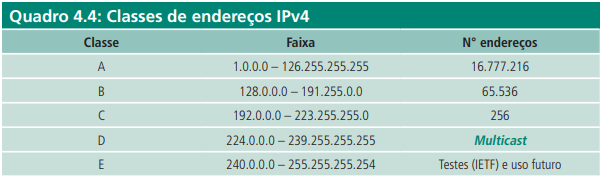 Quadro 4.4: Classes de endereços IPv4
Classe Faixa N° endereços
A 1.0.0.0 – 126.255.255.255 16.777.216
B 128.0.0.0 – 191.255.0.0 65.536
C 192.0.0.0 – 223.255.255.0 256
D 224.0.0.0 – 239.255.255.255 Multicast
E 240.0.0.0 – 255.255.255.254 Testes (IETF) e uso futuro